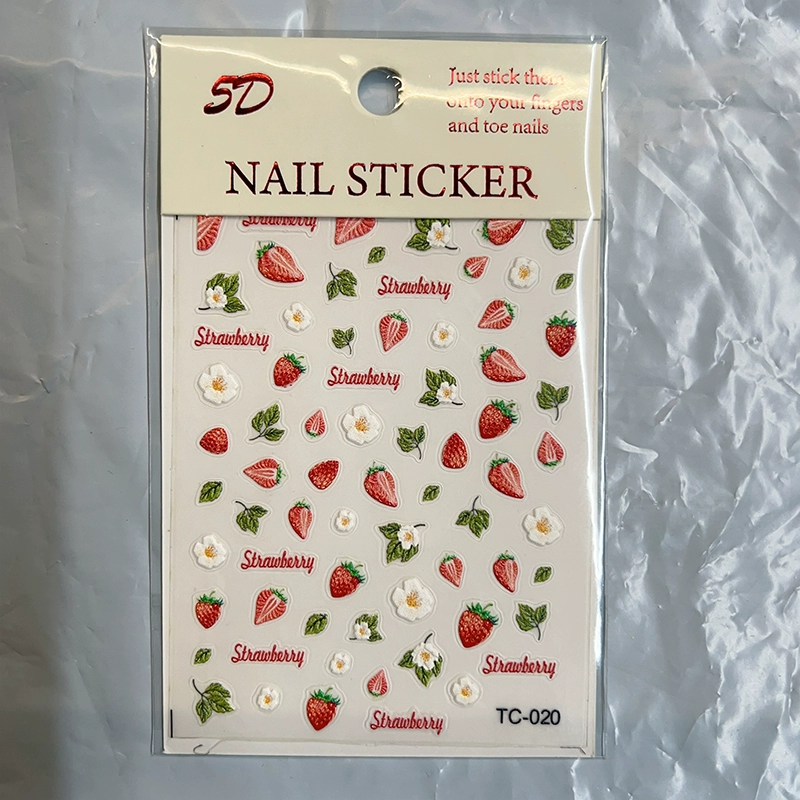 5D
Just stick them
onto your fingers
and toe nails
NAIL STICKER
Strawberry
Strawberry
Strawberry
Strawberry
Strawberry
Strawberry
Strawberry
Strawberry
TC-020